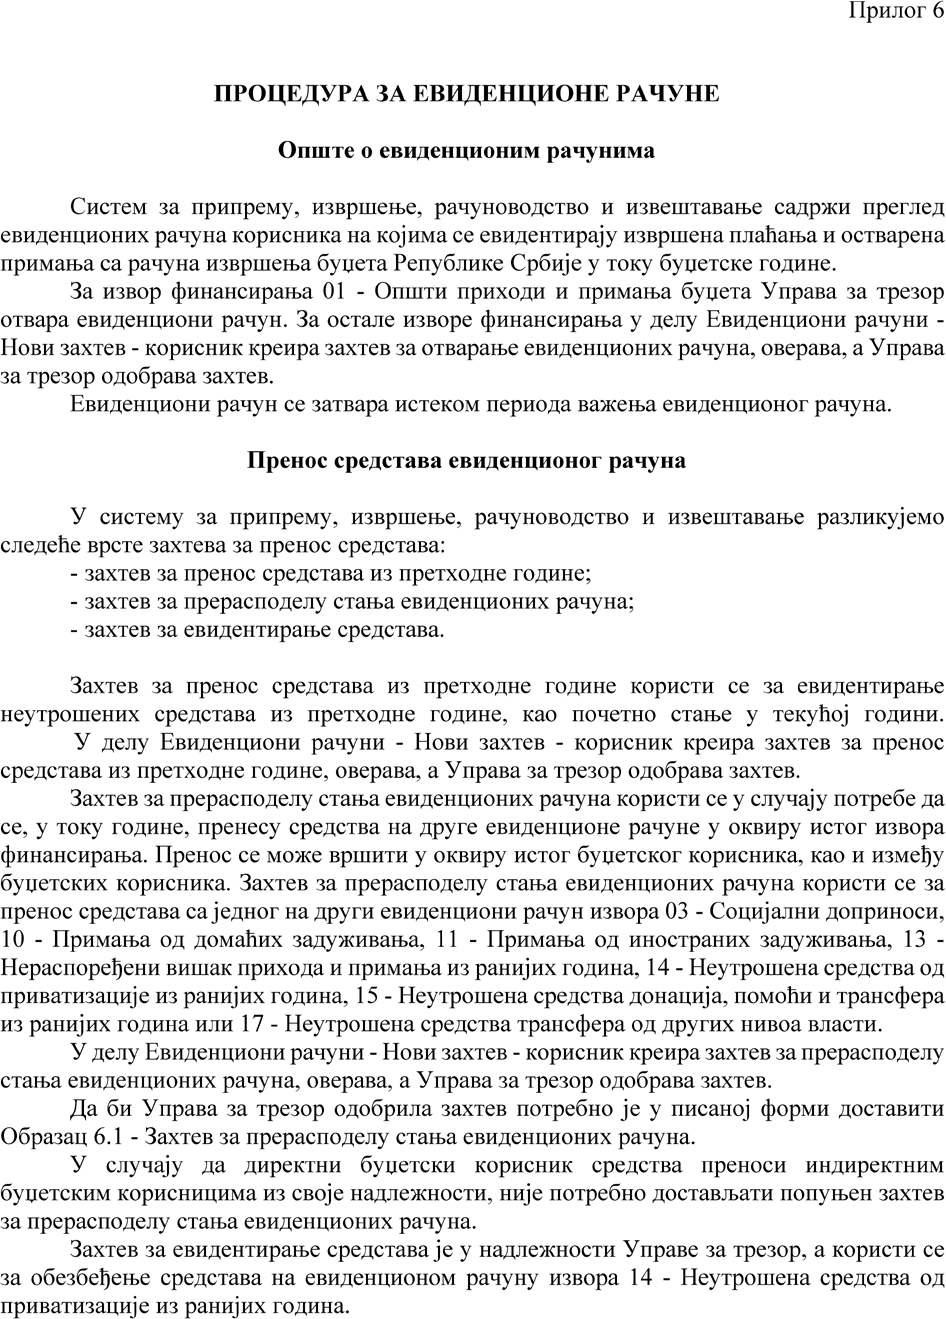 Прилог 6
ПРОЦЕДУРА ЗА ЕВИДЕНЦИОНЕ РАЧУНЕ
Опште о евиденционим рачунима
Систем за припрему, извршење, рачуноводство и извештавање садржи преглед
евиденционих рачуна корисника на којима се евидентирају извршена плаћања и остварена
примања са рачуна извршења буџета Републике Србије у току буџетске године.
За извор финансирања 01 - Општи приходи и примања буџета Управа за трезор
отвара евиденциони рачун. За остале изворе финансирања у делу Евиденциони рачуни -
Нови захтев - корисник креира захтев за отварање евиденционих рачуна, оверава, а Управа
за трезор одобрава захтев.
Евиденциони рачун се затвара истеком периода важења евиденционог рачуна.
Пренос средстава евиденционог рачуна
У систему за припрему, извршење, рачуноводство и извештавање разликујемо
следеће врсте захтева за пренос средстава:
- захтев за пренос средстава из претходне године;
- захтев за прерасподелу стања евиденционих рачуна;
- захтев за евидентирање средстава.
Захтев за пренос средстава из претходне године користи се за евидентирање
неутрошених средстава из претходне године, као почетно стање у текућој години.
У делу Евиденциони рачуни - Нови захтев - корисник креира захтев за пренос
средстава из претходне године, оверава, а Управа за трезор одобрава захтев.
Захтев за прерасподелу стања евиденционих рачуна користи се у случају потребе да
се, у току године, пренесу средства на друге евиденционе рачуне у оквиру истог извора
финансирања. Пренос се може вршити у оквиру истог буџетског корисника, као и између
буџетских корисника. Захтев за прерасподелу стања евиденционих рачуна користи се за
пренос средстава са једног на други евиденциони рачун извора 03 - Социјални доприноси,
10 - Примања од домаћих задуживања, 11 - Примања од иностраних задуживања, 13 -
Нераспоређени вишак прихода и примања из ранијих година, 14 - Неутрошена средства од
приватизације из ранијих година, 15 - Неутрошена средства донација, помоћи и трансфера
из ранијих година или 17 - Неутрошена средства трансфера од других нивоа власти.
У делу Евиденциони рачуни - Нови захтев - корисник креира захтев за прерасподелу
стања евиденционих рачуна, оверава, а Управа за трезор одобрава захтев.
Да би Управа за трезор одобрила захтев потребно је у писаној форми доставити
Образац 6.1 - Захтев за прерасподелу стања евиденционих рачуна.
У случају да директни буџетски корисник средства преноси индиректним
буџетским корисницима из своје надлежности, није потребно достављати попуњен захтев
за прерасподелу стања евиденционих рачуна.
Захтев за евидентирање средстава је у надлежности Управе за трезор, а користи се
за обезбеђење средстава на евиденционом рачуну извора 14 - Неутрошена средства од
приватизације из ранијих година.